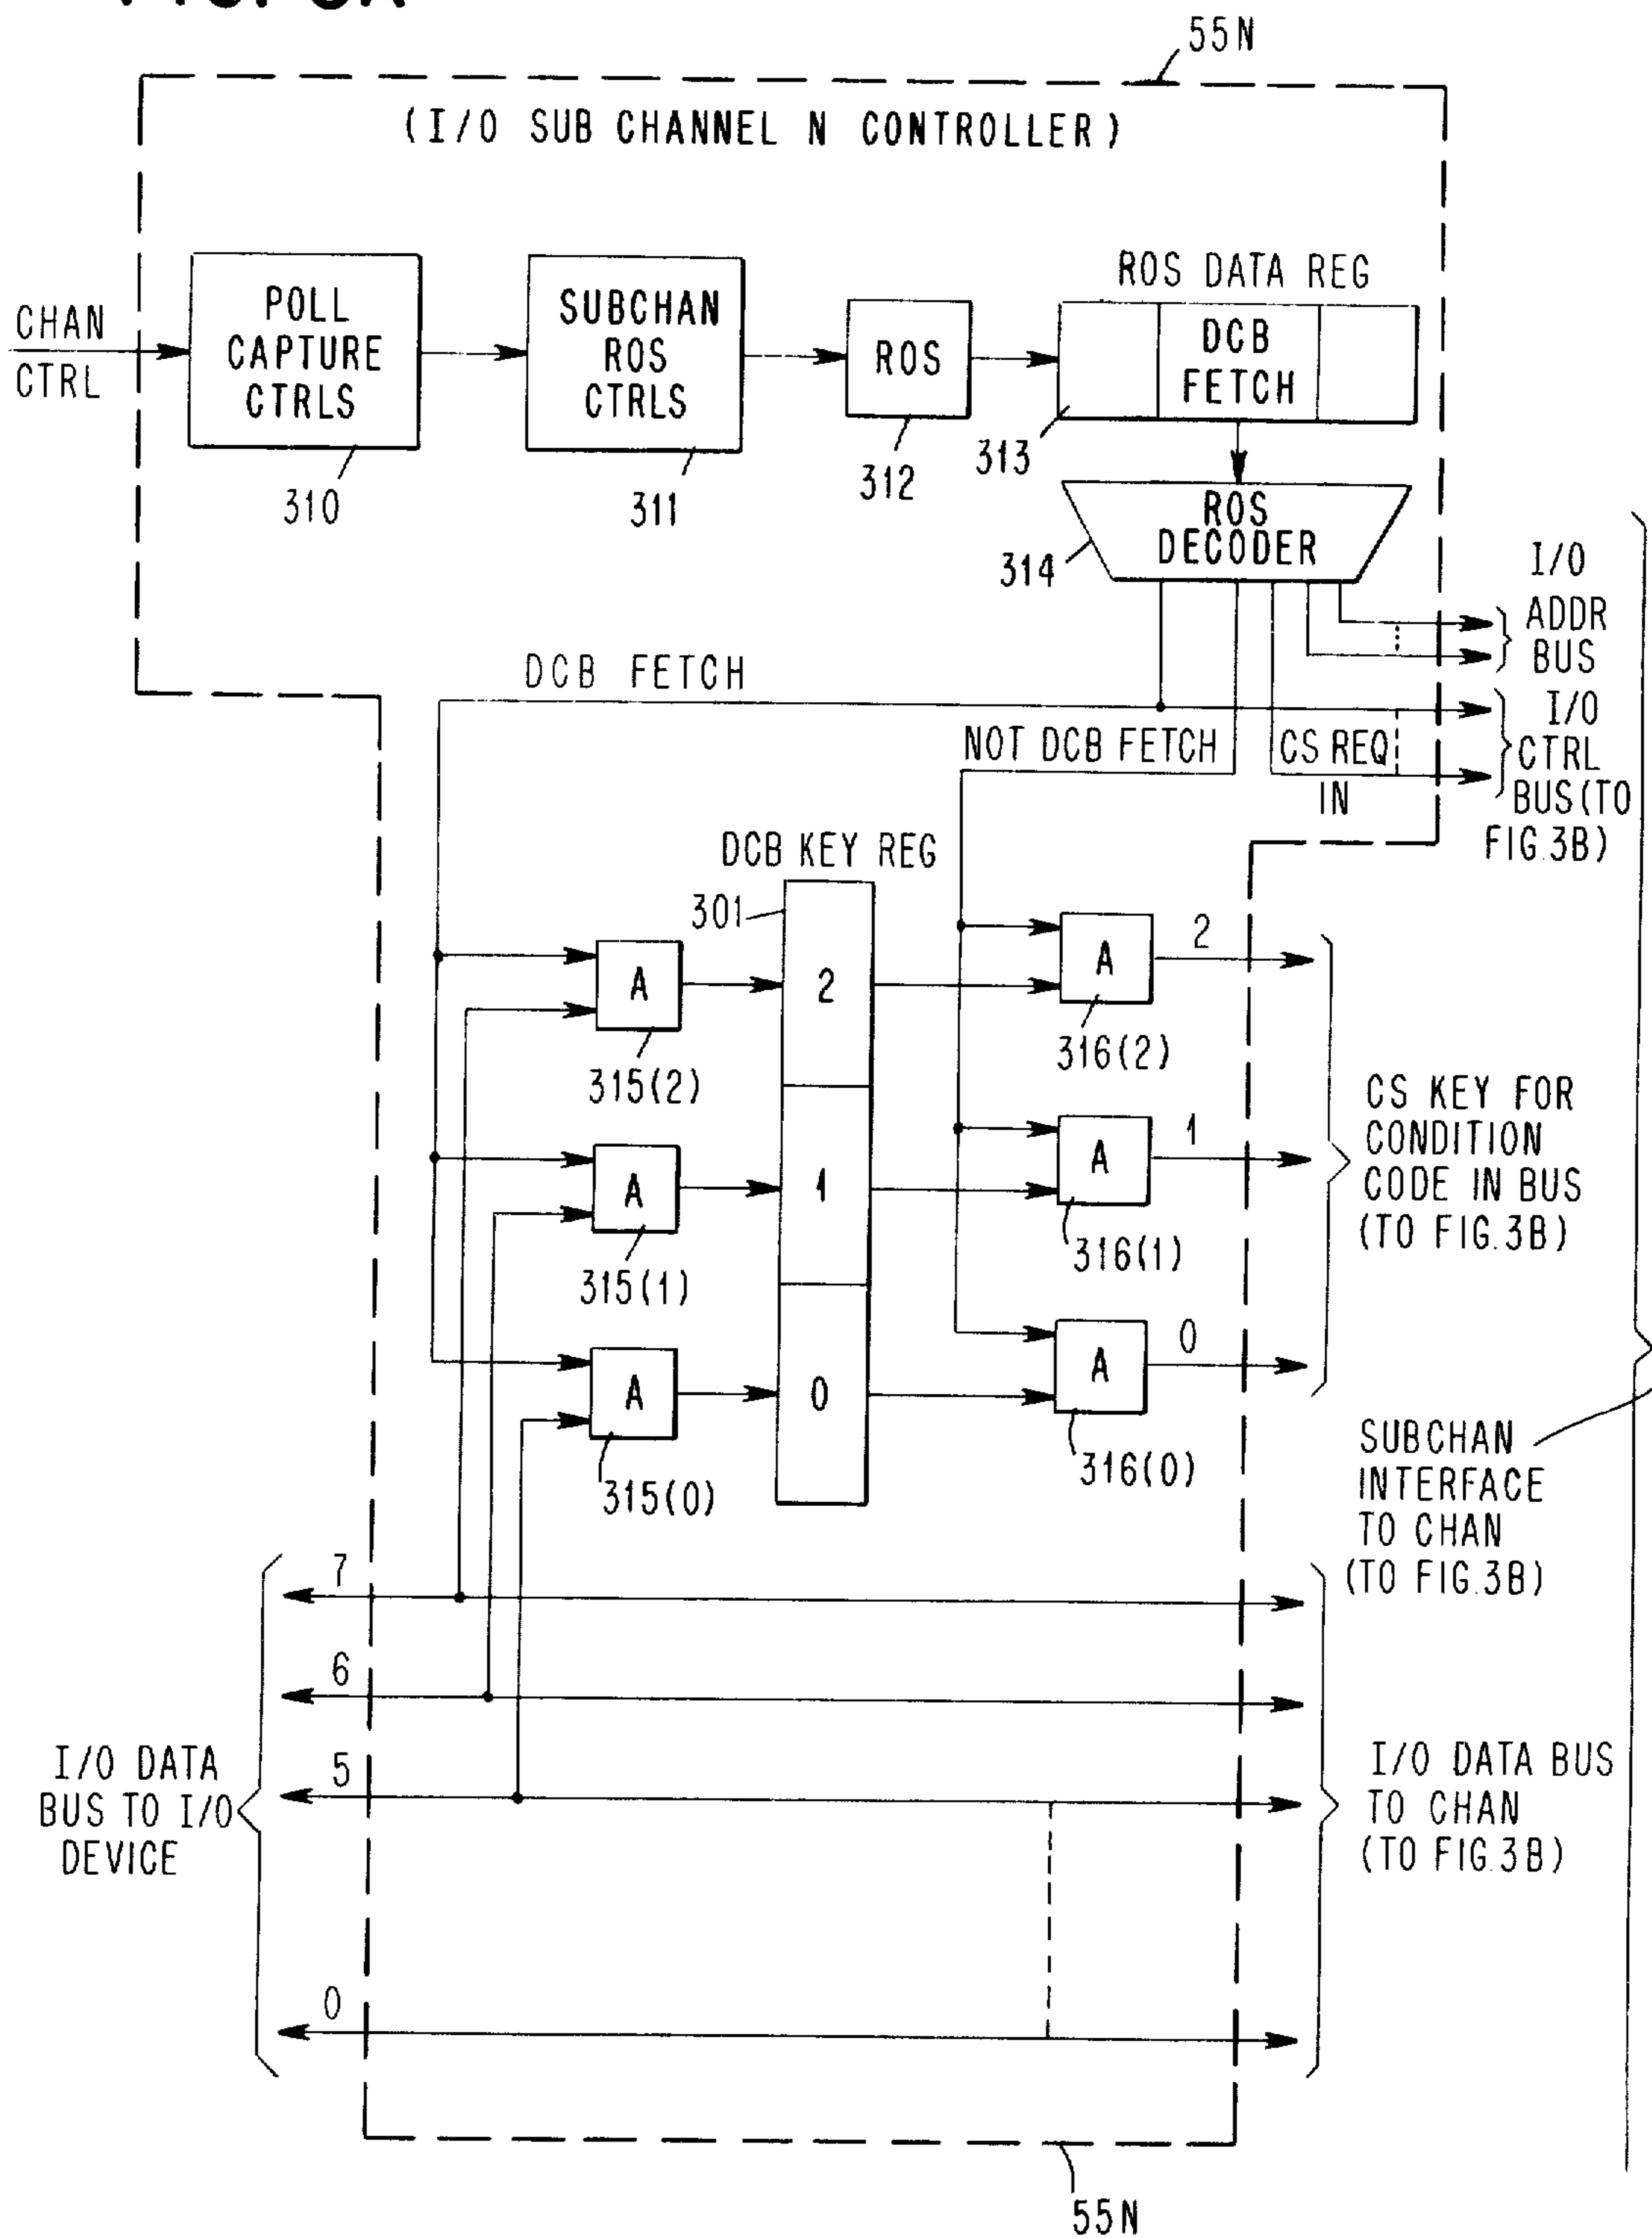 55N
(I/O SUB CHANNEL N CONTROLLER)
CHAN
CTRL
POLL
CAPTURE
CTRLS
310
SUBCHAN
ROS
CTRLS
311
ROS
312
ROS DATA REG
DCB
FETCH
313
ROS
DECODER
314
I/O
ADDR
BUS
DCB FETCH
NOT DCB FETCH
CS REQ
IN
I/O
CTRL
BUS(TO
FIG.3B)
DCB KEY REG
301
2
1
0
A
315(2)
A
315(1)
A
315(0)
A
316(2)
2
A
316(1)
1
A
316(0)
0
CS KEY FOR
CONDITION
CODE IN BUS
(TO FIG.3B)
SUBCHAN
INTERFACE
TO CHAN
(TO FIG.3B)
7
6
5
0
I/O DATA
BUS TO I/O
DEVICE
I/O DATA BUS
TO CHAN
(TO FIG.3B)
55N